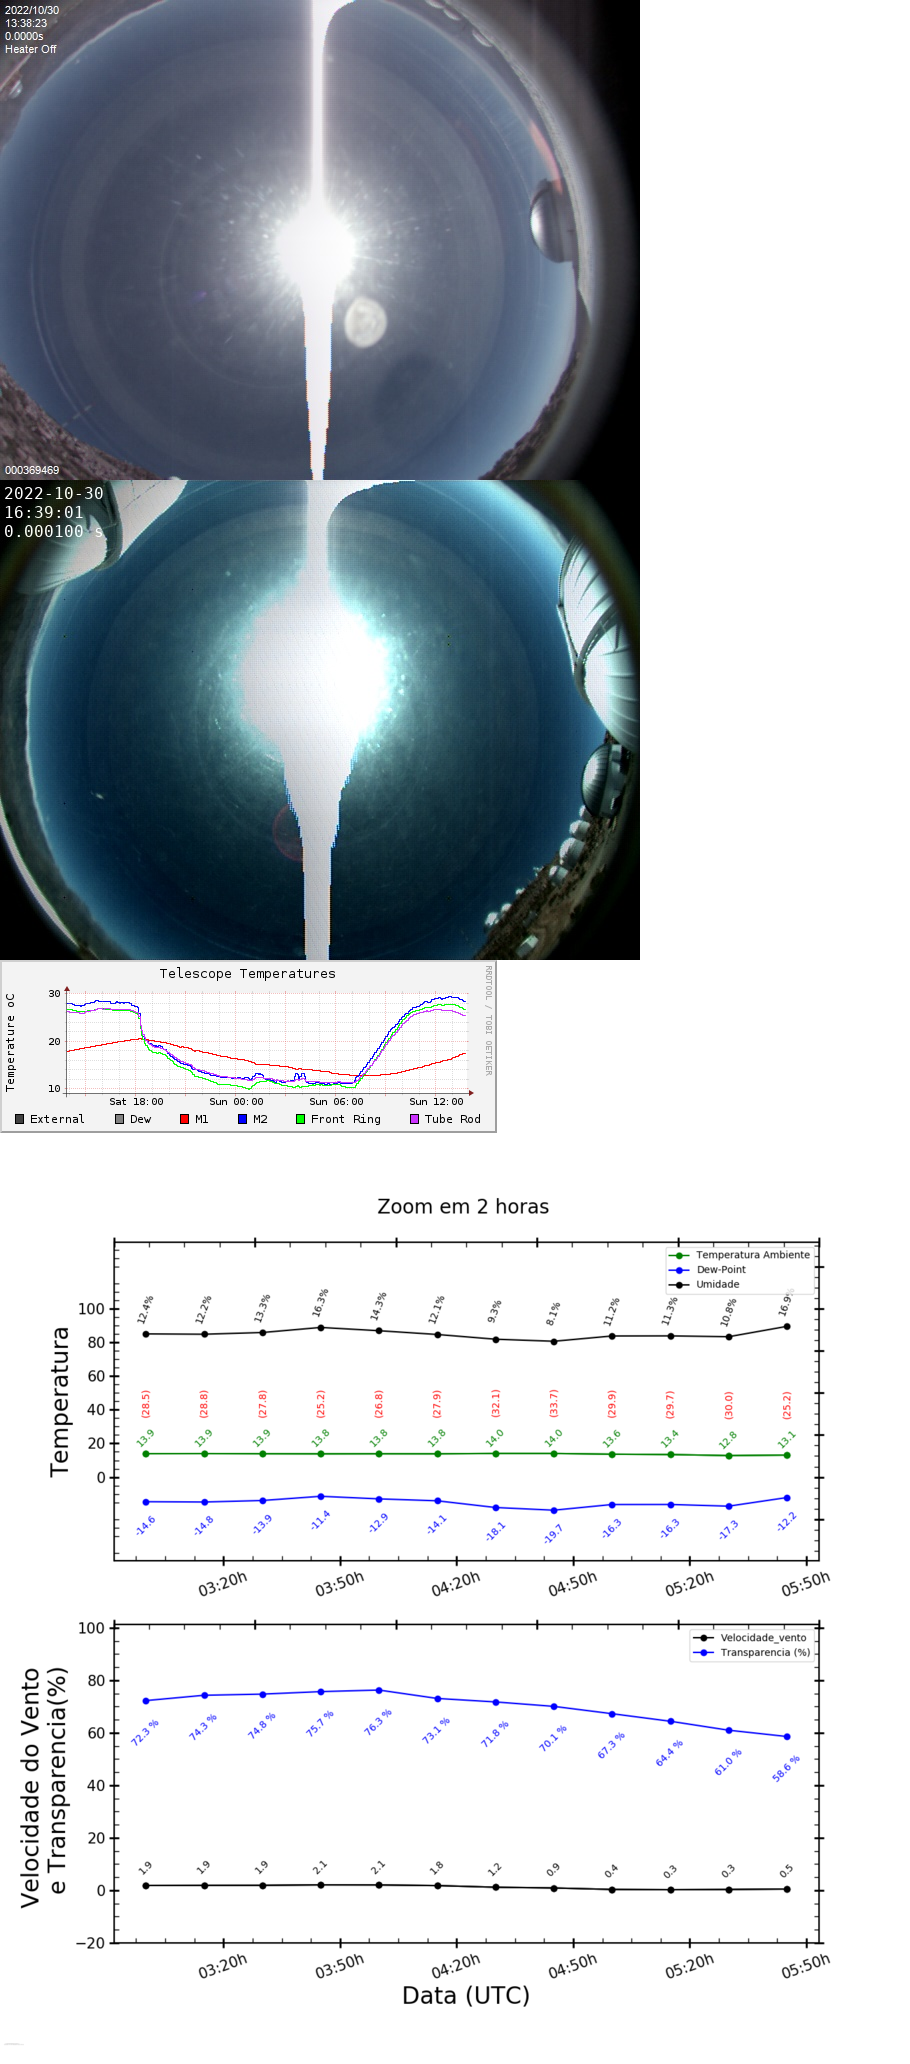 2022/10/30
13:38:23
0.0000s
Heater Off
000369469
2022-10-30
16:39:01
0.000100 s
Telescope Temperatures
RRDTOOL / TOBI OETIKER
Temperature oC
30
20
10
Sat 18:00 Sun 00:00 Sun 06:00 Sun 12:00
External Dew M1 M2 Front Ring Tube Rod
Zoom em 2 horas
Temperatura Ambiente
Dew-Point
Umidade
Temperatura
100
80
60
40
20
0
12.4% 12.2% 13.3% 16.3% 14.3% 12.1% 9.3% 8.1% 11.2% 11.3% 10.8% 16.9%
(28.5) (28.8) (27.8) (25.2) (26.8) (27.9) (32.1) (33.7) (29.9) (29.7) (30.0) (25.2)
13.9 13.9 13.9 13.8 13.8 13.8 14.0 14.0 13.6 13.4 12.8 13.1
-14.6 -14.8 -13.9 -11.4 -12.9 -14.1 -18.1 -19.7 -16.3 -16.3 -17.3 -12.2
03:20h 03:50h 04:20h 04:50h 05:20h 05:50h
Velocidade_vento
Transparencia (%)
Velocidade do Vento
e Transparencia(%)
100
80
60
40
20
0
−20
72.3 % 74.3 % 74.8 % 75.7 % 76.3 % 73.1 % 71.8 % 70.1 % 67.3 % 64.4 % 61.0 % 58.6 %
1.9 1.9 1.9 2.1 2.1 1.8 1.2 0.9 0.4 0.3 0.3 0.5
03:20h 03:50h 04:20h 04:50h 05:20h 05:50h
Data (UTC)